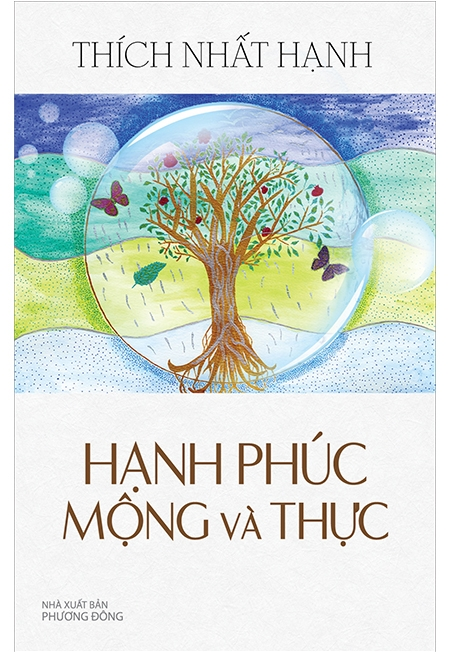 THÍCH NHẤT HẠNH
HẠNH PHÚC
MỘNG VÀ THỰC
NHÀ XUẤT BẢN
PHƯƠNG ĐÔNG